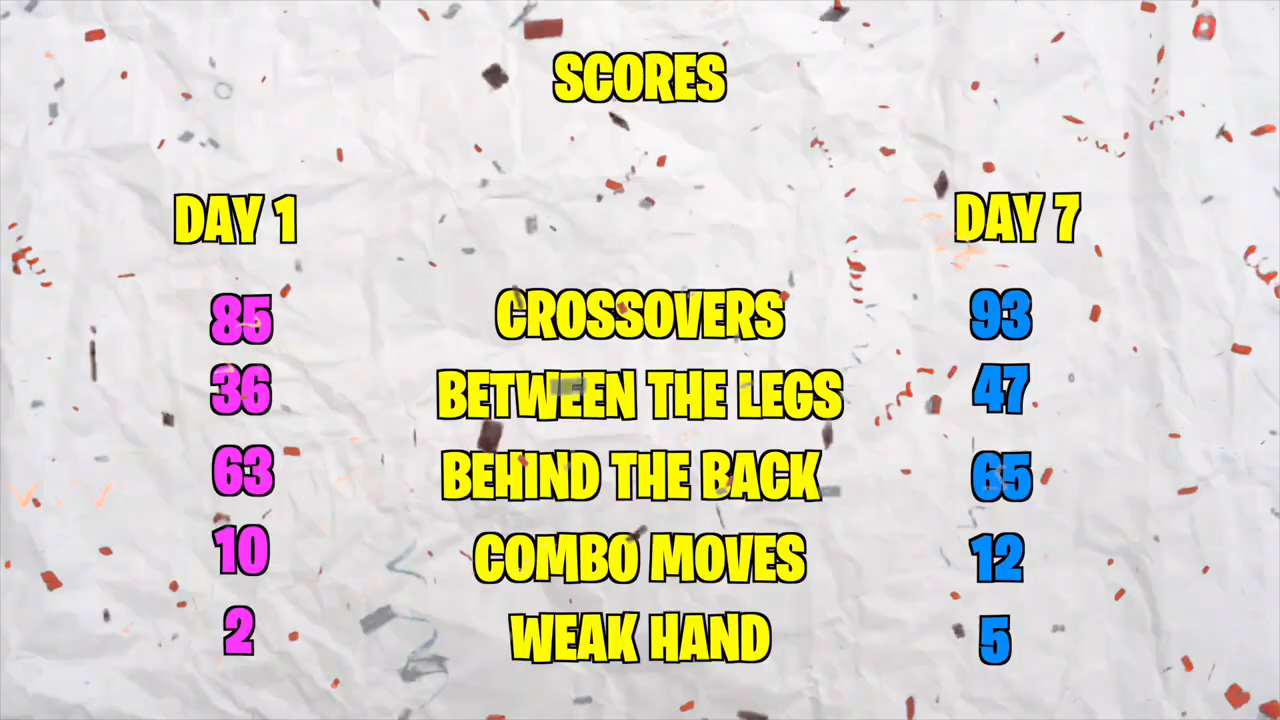 SCORES
DAY 1 DAY 7
85 CROSSOVERS 93
36 BETWEEN THE LEGS 47
63 BEHIND THE BACK 65
10 COMBO MOVES 12
2 WEAK HAND 5